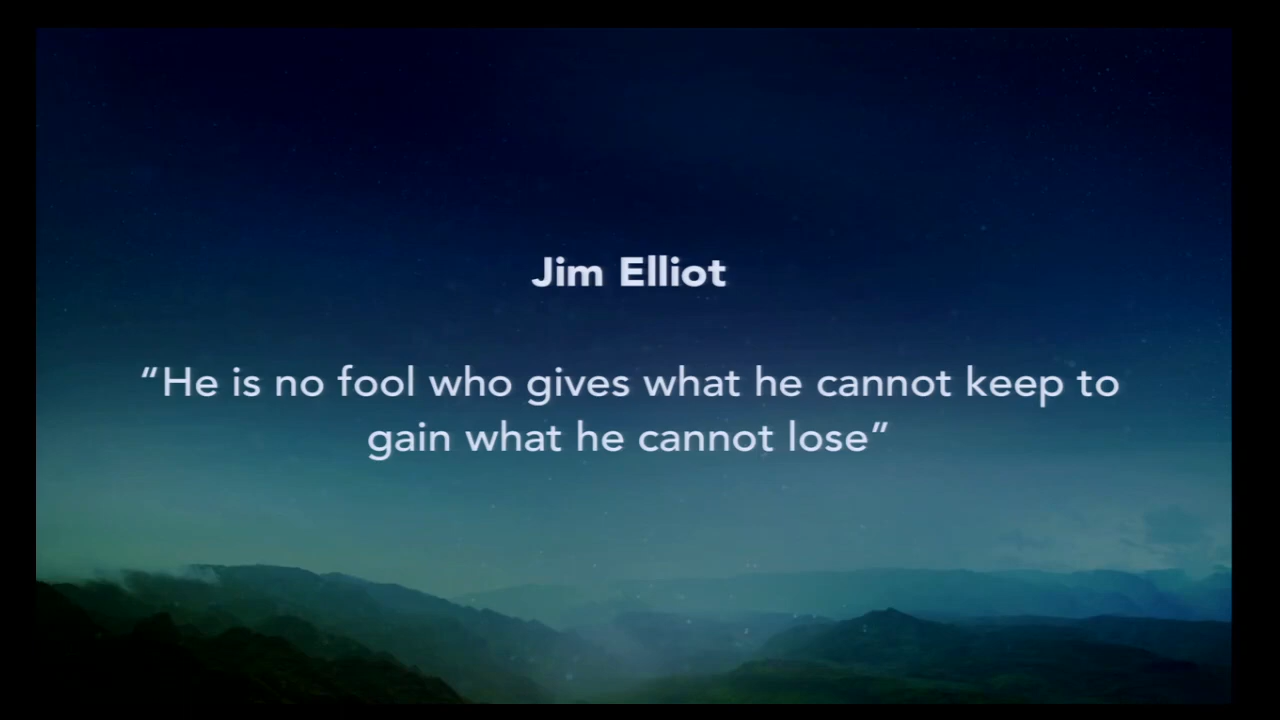 Jim Elliot
“He is no fool who gives what he cannot keep to
gain what he cannot lose”